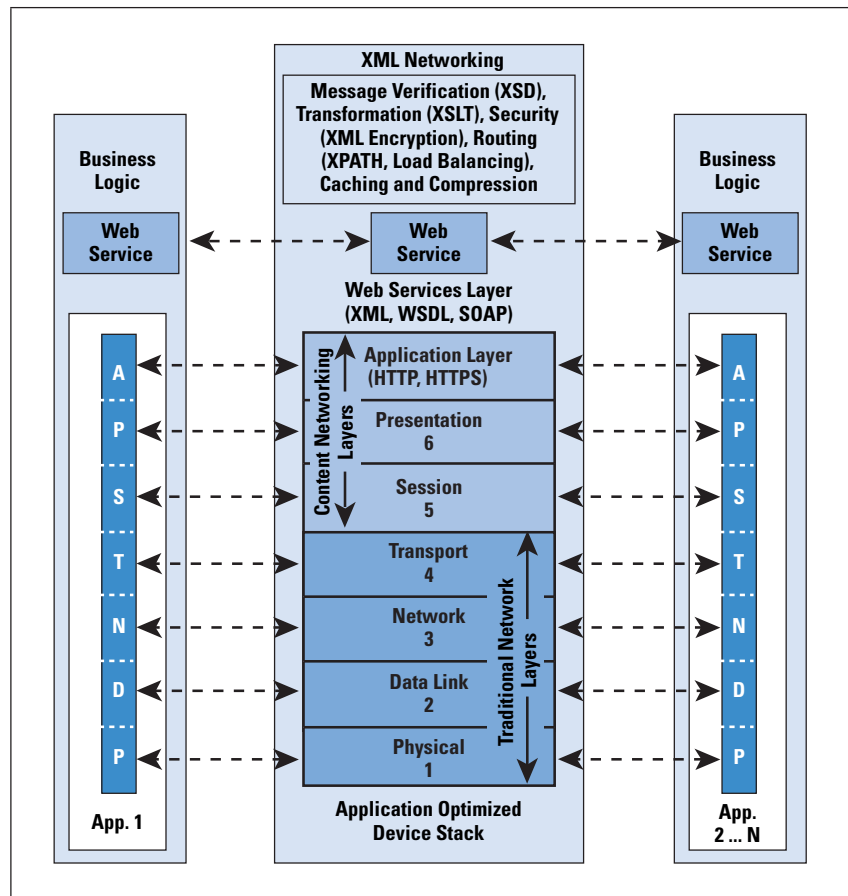 XML Networking
Message Verification (XSD),
Transformation (XSLT), Security
(XML Encryption), Routing
(XPATH, Load Balancing),
Caching and Compression
Business
Logic
Web
Service
Web
Service
Business
Logic
Web
Service
Web Services Layer
(XML, WSDL, SOAP)
Content Networking
Layers
Application Layer
(HTTP, HTTPS)
Presentation
6
Session
5
Transport
4
Network
3
Data Link
2
Physical
1
Traditional Network
Layers
A
P
S
T
N
D
P
App. 1
A
P
S
T
N
D
P
App.
2 ... N
Application Optimized
Device Stack